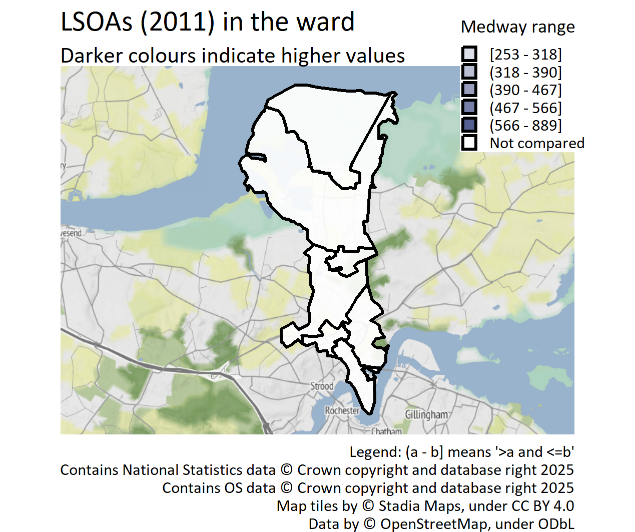 LSOAs (2011) in the ward
Darker colours indicate higher values
Medway range
[253 - 318]
(318 - 390]
(390 - 467]
(467 - 566]
(566 - 889]
Not compared
ry
esend
Strood
Rochester
Gillingham
Chatham
Legend: (a - b] means '>a and <=b'
Contains National Statistics data © Crown copyright and database right 2025
Contains OS data © Crown copyright and database right 2025
Map tiles by © Stadia Maps, under CC BY 4.0
Data by © OpenStreetMap, under ODbL